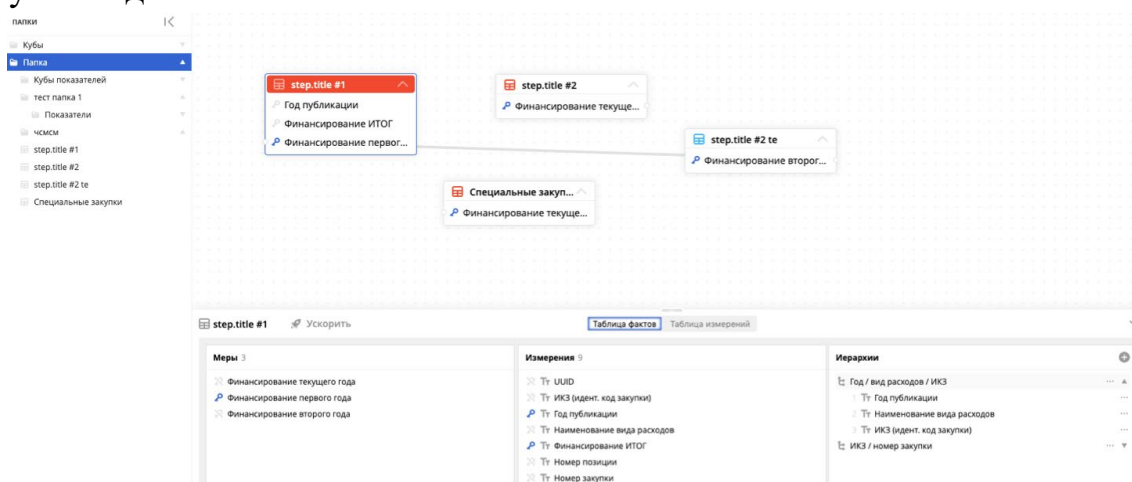 ПАПКИ
Кубы
Папка
Кубы показателей
тест папка 1
Показатели
чсмсм
step.title #1
step.title #2
step.title #2 te
Специальные закупки
step.title #1
Год публикации
Финансирование ИТОГ
Финансирование первог...
step.title #2
Финансирование текуще...
step.title #2 te
Финансирование второг...
Специальные закуп...
Финансирование текуще...
step.title #1
Ускорить
Таблица фактов
Таблица измерений
Меры 3
Финансирование текущего года
Финансирование первого года
Финансирование второго года
Измерения 9
Тт UUID
Тт ИКЗ (идент. код закупки)
Тт Год публикации
Тт Наименование вида расходов
Тт Финансирование ИТОГ
Тт Номер позиции
Тт Номер закупки
Иерархии
Год / вид расходов / ИКЗ
1 Тт Год публикации
2 Тт Наименование вида расходов
3 Тт ИКЗ (идент. код закупки)
ИКЗ / номер закупки